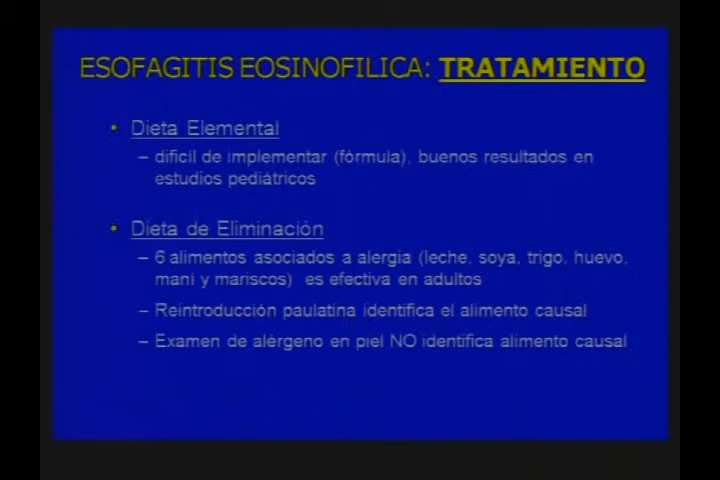 ESOFAGITIS EOSINOFILICA: TRATAMIENTO
• Dieta Elemental
– dificil de implementar (fórmula), buenos resultados en
estudios pediátricos
• Dieta de Eliminación
– 6 alimentos asociados a alergia (leche, soya, trigo, huevo,
mani y mariscos) es efectiva en adultos
– Reintroducción paulatina identifica el alimento causal
– Examen de alérgeno en piel NO identifica alimento causal